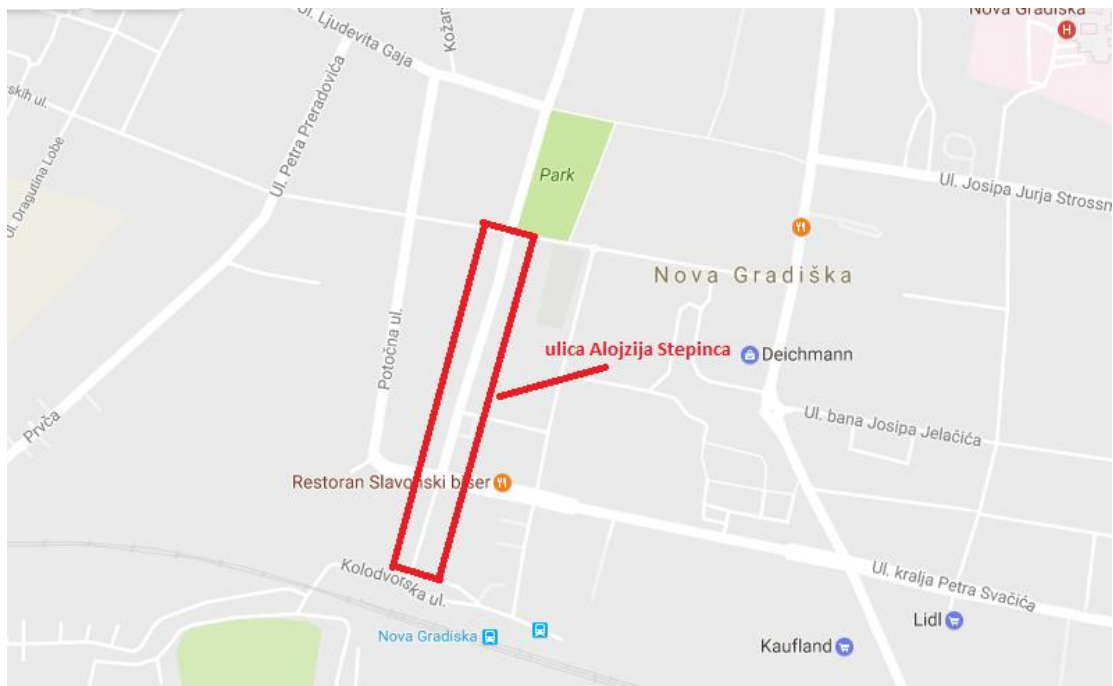 Nova Gradiška
Ul. Ljudevita Gaja
Kožar
skih ul.
Ul. Petra Preradovića
Ul. Dragutina Lobe
Park
Ul. Josipa Jurja Strossm
Nova Gradiška
ulica Alojzija Stepinca
Deichmann
Potočna ul.
Prvča
Ul. bana Josipa Jelačića
Restoran Slavonski biser
Kolodvorska ul.
Ul. kralja Petra Svačića
Lidl
Nova Gradiska
Kaufland
H